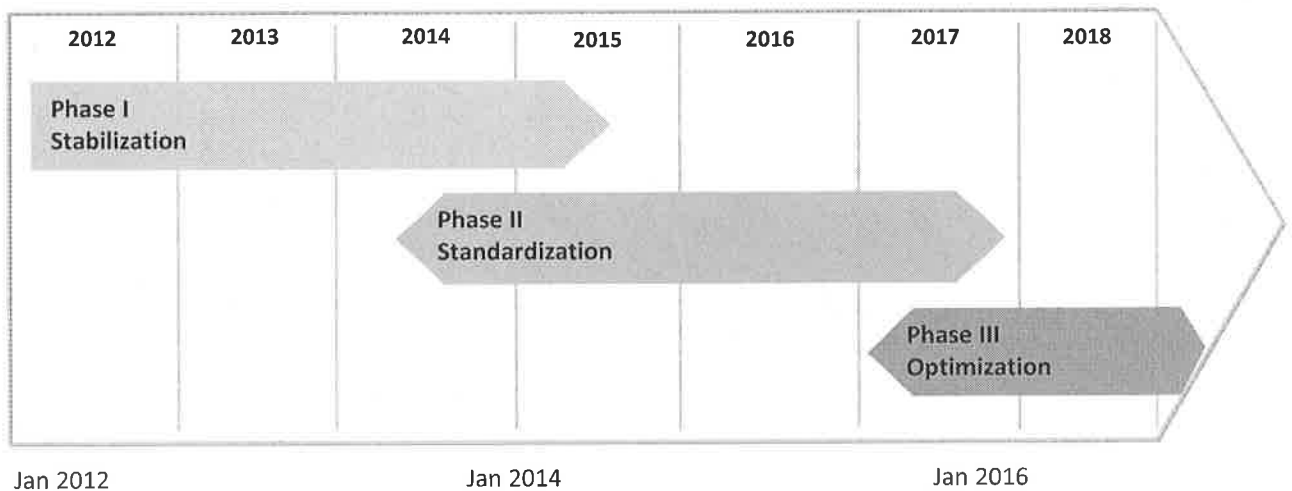 2012 2013 2014 2015 2016 2017 2018
Phase I
Stabilization
Phase II
Standardization
Phase III
Optimization
Jan 2012 Jan 2014 Jan 2016